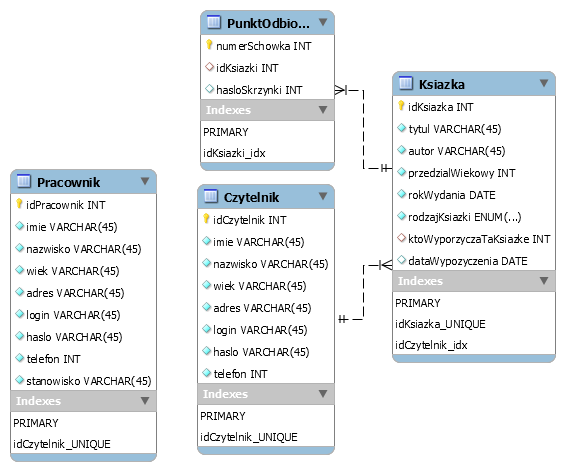 PunktOdbio...
numerSchowka INT
idKsiazki INT
hasloSkrzynki INT
Indexes
PRIMARY
idKsiazki_idx
Ksiazka
idKsiazka INT
tytul VARCHAR(45)
autor VARCHAR(45)
przedzialWiekowy INT
rokWydania DATE
rodzajKsiazki ENUM(...)
ktoWyporzyczaTaKsiazke INT
dataWypozyczenia DATE
Indexes
PRIMARY
idKsiazka_UNIQUE
idCzytelnik_idx
Pracownik
idPracownik INT
imie VARCHAR(45)
nazwisko VARCHAR(45)
wiek VARCHAR(45)
adres VARCHAR(45)
login VARCHAR(45)
haslo VARCHAR(45)
telefon INT
stanowisko VARCHAR(45)
Indexes
PRIMARY
idCzytelnik_UNIQUE
Czytelnik
idCzytelnik INT
imie VARCHAR(45)
nazwisko VARCHAR(45)
wiek VARCHAR(45)
adres VARCHAR(45)
login VARCHAR(45)
haslo VARCHAR(45)
telefon INT
Indexes
PRIMARY
idCzytelnik_UNIQUE